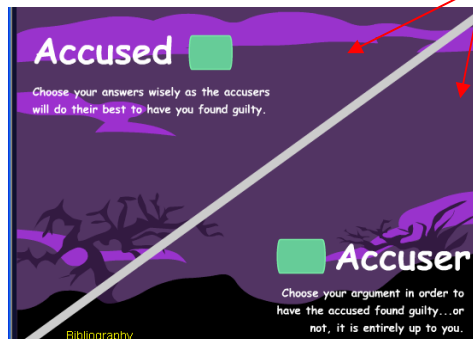 Accused
Choose your answers wisely as the accusers
will do their best to have you found guilty.
Accuser
Choose your argument in order to
have the accused found guilty...or
not, it is entirely up to you.
Bibliography